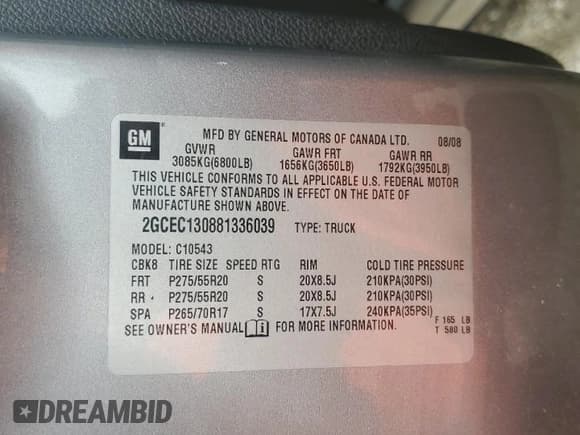 GM
MFD BY GENERAL MOTORS OF CANADA LTD. 08/08
GVWR GAWR FRT GAWR RR
3085KG(6800LB) 1656KG(3650LB) 1792KG(3950LB)
THIS VEHICLE CONFORMS TO ALL APPLICABLE U.S. FEDERAL MOTOR
VEHICLE SAFETY STANDARDS IN EFFECT ON THE DATE OF
MANUFACTURE SHOWN ABOVE.
2GCEC130881336039 TYPE: TRUCK
MODEL: C10543
CBK8 TIRE SIZE SPEED RTG RIM COLD TIRE PRESSURE
FRT P275/55R20 S 20X8.5J 210KPA(30PSI)
RR P275/55R20 S 20X8.5J 210KPA(30PSI)
SPA P265/70R17 S 17X7.5J 240KPA(35PSI)
SEE OWNER'S MANUAL i FOR MORE INFORMATION.
F 165 LB
T 580 LB
DREAMBID